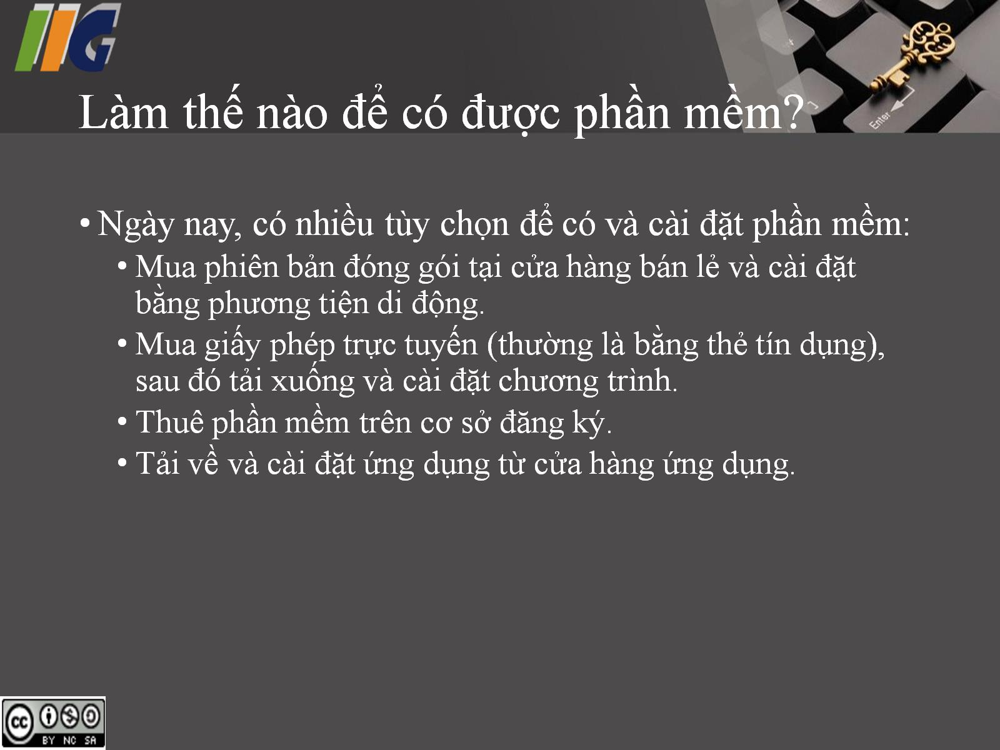 IIG
Làm thế nào để có được phần mềm?
Enter
• Ngày nay, có nhiều tùy chọn để có và cài đặt phần mềm:
• Mua phiên bản đóng gói tại cửa hàng bán lẻ và cài đặt
bằng phương tiện di động.
• Mua giấy phép trực tuyến (thường là bằng thẻ tín dụng),
sau đó tải xuống và cài đặt chương trình.
• Thuê phần mềm trên cơ sở đăng ký.
• Tải về và cài đặt ứng dụng từ cửa hàng ứng dụng.
cc
BY NC SA